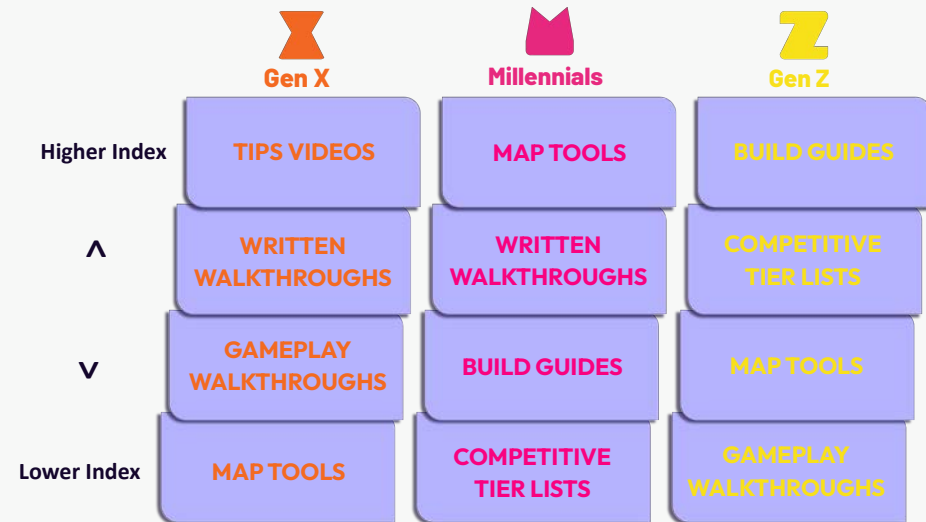 Gen X
Millennials
Gen Z
Higher Index
TIPS VIDEOS
MAP TOOLS
BUILD GUIDES
^
WRITTEN
WALKTHROUGHS
WRITTEN
WALKTHROUGHS
COMPETITIVE
TIER LISTS
v
GAMEPLAY
WALKTHROUGHS
BUILD GUIDES
MAP TOOLS
Lower Index
MAP TOOLS
COMPETITIVE
TIER LISTS
GAMEPLAY
WALKTHROUGHS